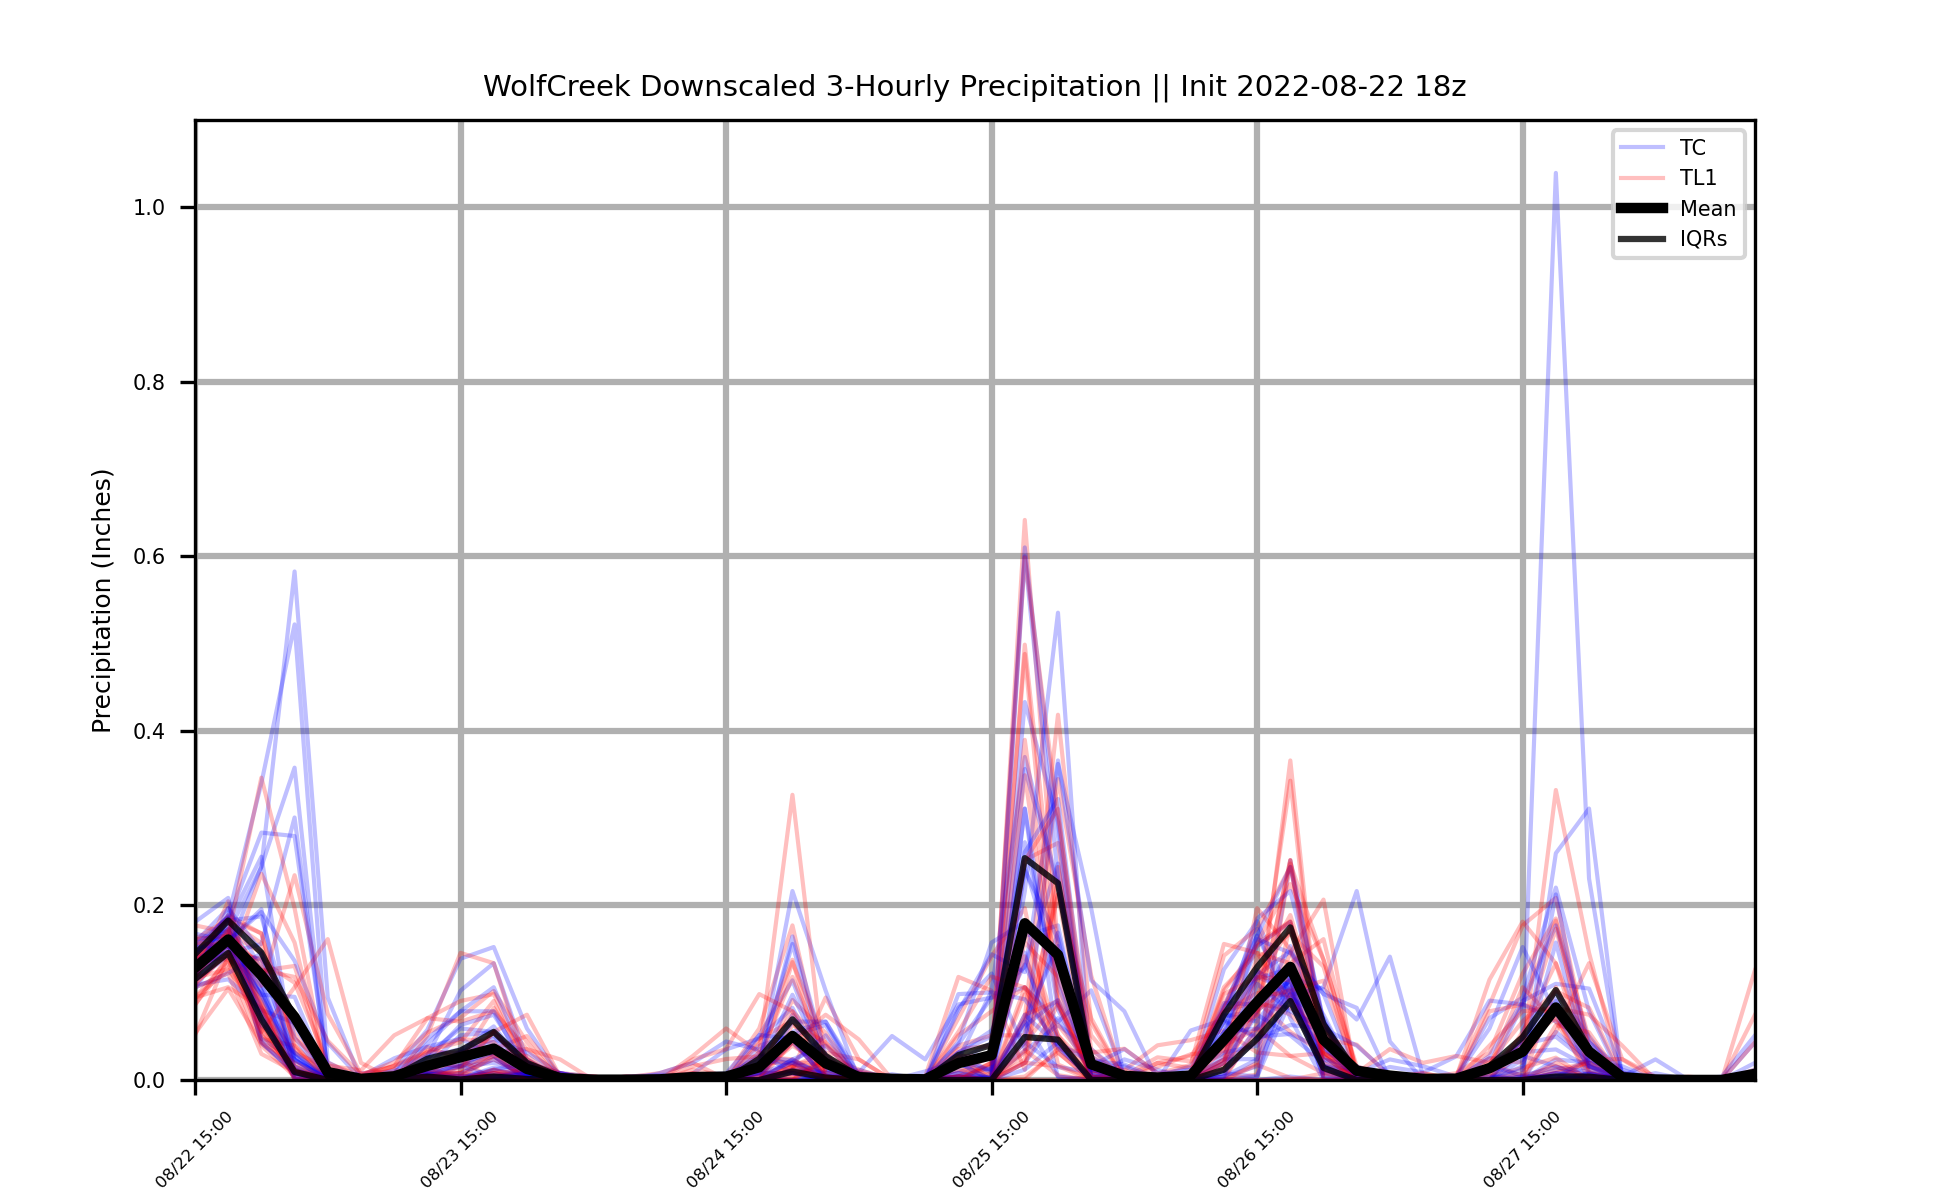 WolfCreek Downscaled 3-Hourly Precipitation || Init 2022-08-22 18z
TC
TL1
Mean
IQRs
Precipitation (Inches)
1.0
0.8
0.6
0.4
0.2
0.0
08/22 15:00
08/23 15:00
08/24 15:00
08/25 15:00
08/26 15:00
08/27 15:00